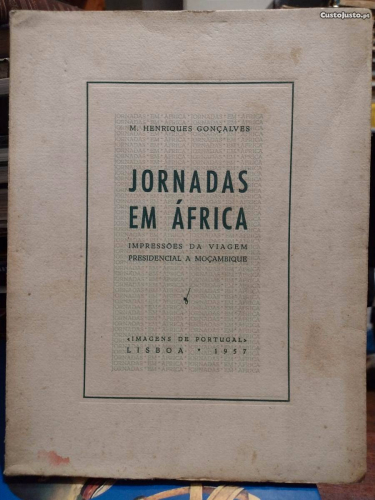 CustoJusto.pt
M. HENRIQUES GONÇALVES
JORNADAS
EM ÁFRICA
IMPRESSÕES DA VIAGEM
PRESIDENCIAL A MOÇAMBIQUE
«IMAGENS DE PORTUGAL»
LISBOA * 1957